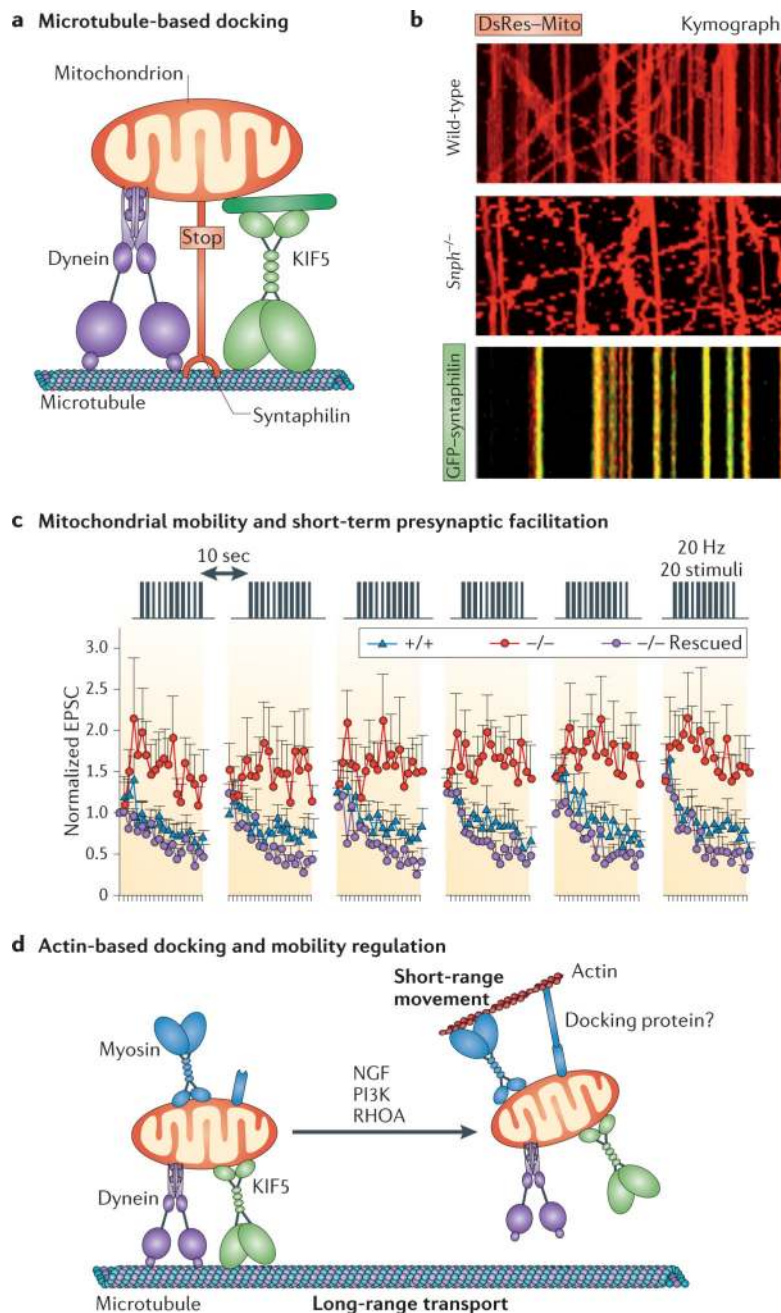 a Microtubule-based docking
Mitochondrion
Stop
Dynein
KIF5
Microtubule
Syntaphilin
b
DsRes–Mito
Kymograph
Wild-type
Snph−/−
GFP–syntaphilin
c Mitochondrial mobility and short-term presynaptic facilitation
10 sec
20 Hz
20 stimuli
+/+
−/−
−/− Rescued
Normalized EPSC
3.0
2.5
2.0
1.5
1.0
0.5
0
d Actin-based docking and mobility regulation
Short-range
movement
Actin
Docking protein?
Myosin
NGF
PI3K
RHOA
Dynein
KIF5
Microtubule
Long-range transport
Nature Reviews | Neuroscience